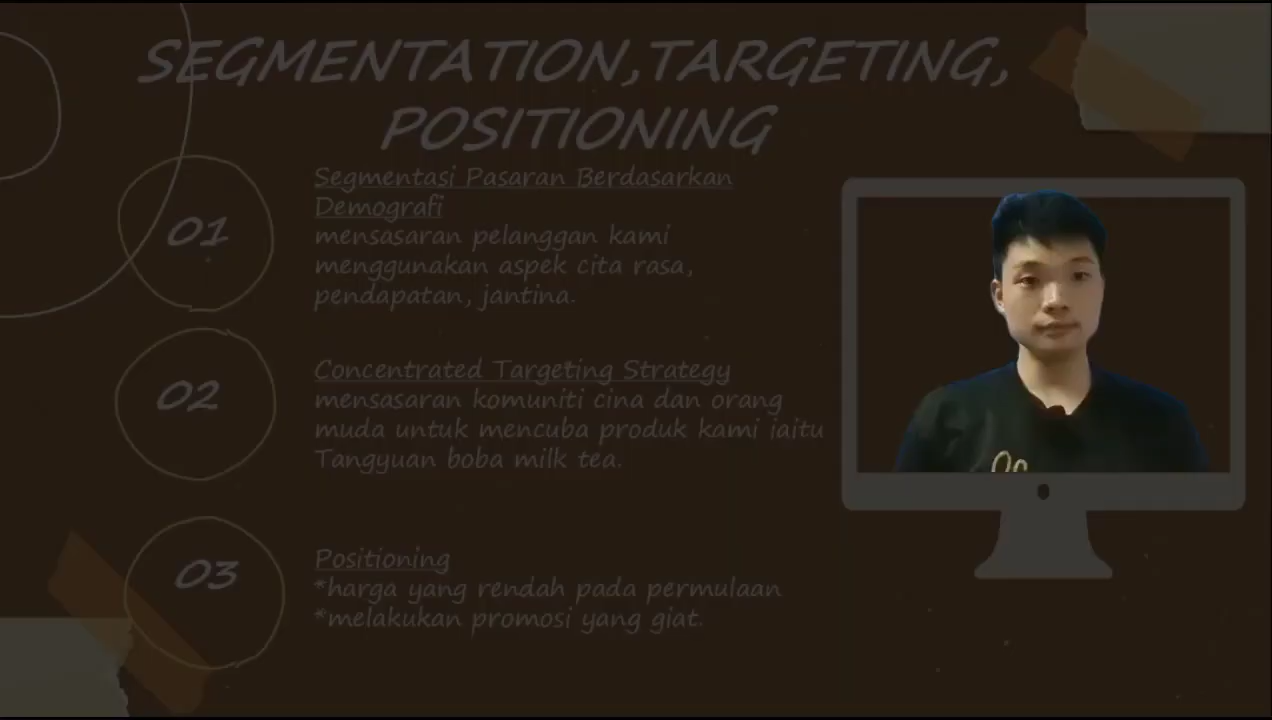 SEGMENTATION,TARGETING,
POSITIONING
01
Segmentasi Pasaran Berdasarkan
Demografi
mensasaran pelanggan kami
menggunakan aspek cita rasa,
pendapatan, jantina.
02
Concentrated Targeting Strategy
mensasaran komuniti cina dan orang
muda untuk mencuba produk kami iaitu
Tangyuan boba milk tea.
03
Positioning
*harga yang rendah pada permulaan
*melakukan promosi yang giat.